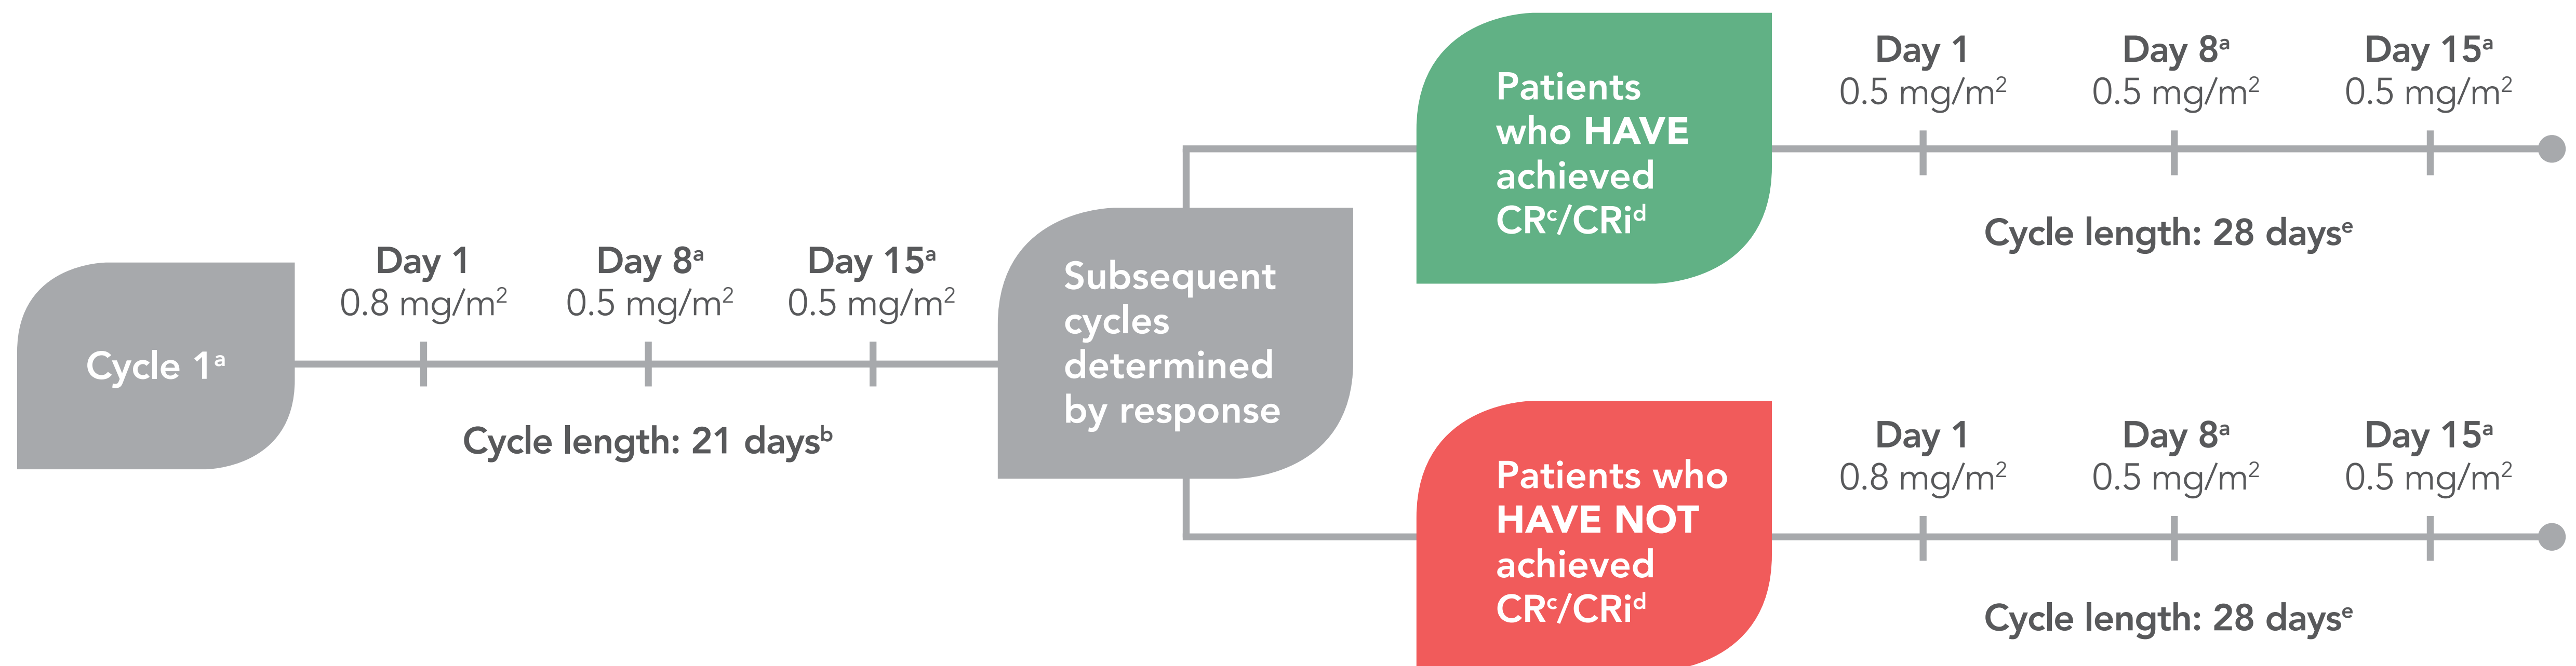 Cycle 1ᵃ
Day 1
0.8 mg/m²
Day 8ᵃ
0.5 mg/m²
Day 15ᵃ
0.5 mg/m²
Cycle length: 21 daysᵇ
Subsequent
cycles
determined
by response
Patients
who HAVE
achieved
CRᶜ/CRiᵈ
Day 1
0.5 mg/m²
Day 8ᵃ
0.5 mg/m²
Day 15ᵃ
0.5 mg/m²
Cycle length: 28 daysᵉ
Patients who
HAVE NOT
achieved
CRᶜ/CRiᵈ
Day 1
0.8 mg/m²
Day 8ᵃ
0.5 mg/m²
Day 15ᵃ
0.5 mg/m²
Cycle length: 28 daysᵉ